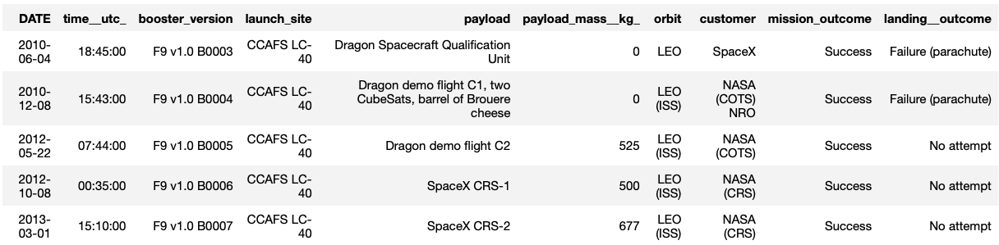 DATE time__utc_ booster_version launch_site payload payload_mass__kg_ orbit customer mission_outcome landing__outcome
2010-06-04 18:45:00 F9 v1.0 B0003 CCAFS LC-40 Dragon Spacecraft Qualification Unit 0 LEO SpaceX Success Failure (parachute)
2010-12-08 15:43:00 F9 v1.0 B0004 CCAFS LC-40 Dragon demo flight C1, two CubeSats, barrel of Brouere cheese 0 LEO (ISS) NASA (COTS) NRO Success Failure (parachute)
2012-05-22 07:44:00 F9 v1.0 B0005 CCAFS LC-40 Dragon demo flight C2 525 LEO (ISS) NASA (COTS) Success No attempt
2012-10-08 00:35:00 F9 v1.0 B0006 CCAFS LC-40 SpaceX CRS-1 500 LEO (ISS) NASA (CRS) Success No attempt
2013-03-01 15:10:00 F9 v1.0 B0007 CCAFS LC-40 SpaceX CRS-2 677 LEO (ISS) NASA (CRS) Success No attempt